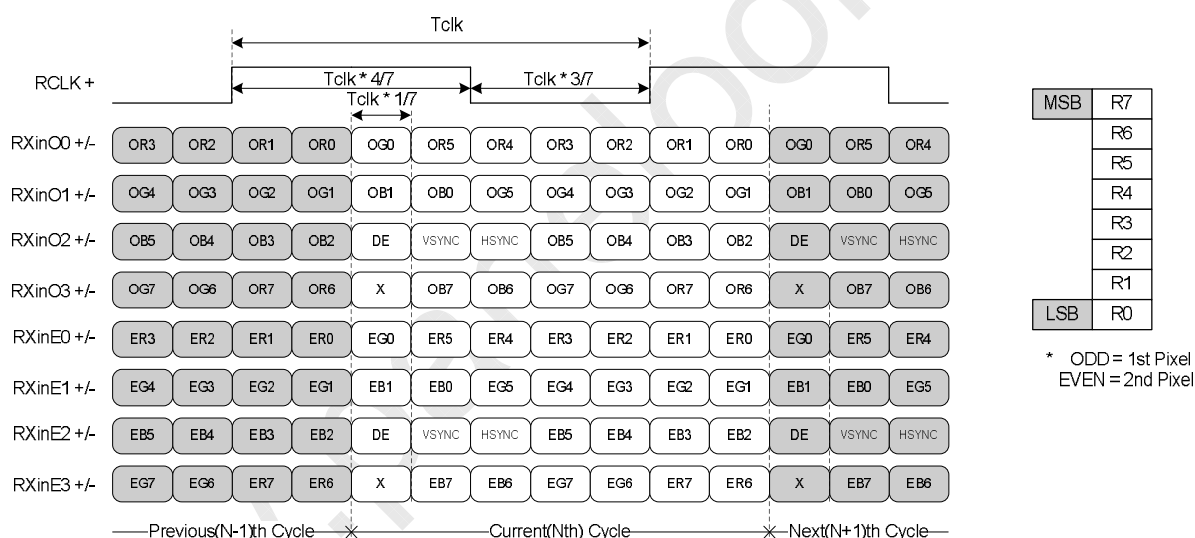 Tclk
RCLK +
Tclk * 4/7
Tclk * 3/7
Tclk * 1/7
RXinO0 +/- OR3 OR2 OR1 OR0 OG0 OR5 OR4 OR3 OR2 OR1 OR0 OG0 OR5 OR4
RXinO1 +/- OG4 OG3 OG2 OG1 OB1 OB0 OG5 OG4 OG3 OG2 OG1 OB1 OB0 OG5
RXinO2 +/- OB5 OB4 OB3 OB2 DE VSYNC HSYNC OB5 OB4 OB3 OB2 DE VSYNC HSYNC
RXinO3 +/- OG7 OG6 OR7 OR6 X OB7 OB6 OG7 OG6 OR7 OR6 X OB7 OB6
RXinE0 +/- ER3 ER2 ER1 ER0 EG0 ER5 ER4 ER3 ER2 ER1 ER0 EG0 ER5 ER4
RXinE1 +/- EG4 EG3 EG2 EG1 EB1 EB0 EG5 EG4 EG3 EG2 EG1 EB1 EB0 EG5
RXinE2 +/- EB5 EB4 EB3 EB2 DE VSYNC HSYNC EB5 EB4 EB3 EB2 DE VSYNC HSYNC
RXinE3 +/- EG7 EG6 ER7 ER6 X EB7 EB6 EG7 EG6 ER7 ER6 X EB7 EB6
Previous(N-1)th Cycle Current(Nth) Cycle Next(N+1)th Cycle
MSB R7
R6
R5
R4
R3
R2
R1
LSB R0
* ODD = 1st Pixel
EVEN = 2nd Pixel